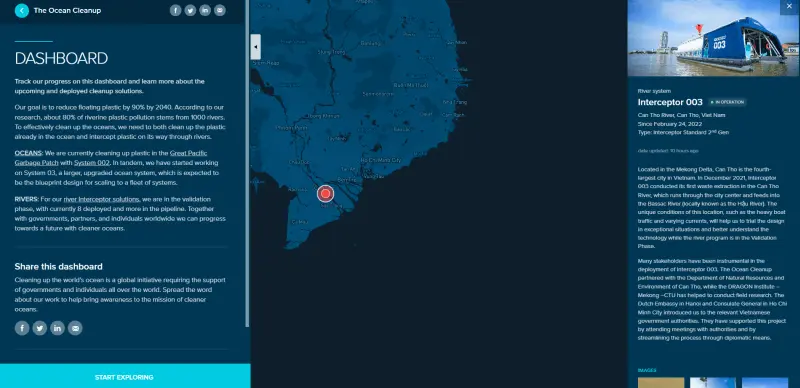 The Ocean Cleanup
DASHBOARD
Track our progress on this dashboard and learn more about the
upcoming and deployed cleanup solutions.
Our goal is to reduce floating plastic by 90% by 2040. According to our
research, about 80% of riverine plastic pollution stems from 1000 rivers.
To effectively clean up the oceans, we need to both clean up the plastic
already in the ocean and intercept plastic on its way through rivers.
OCEANS: We are currently cleaning up plastic in the Great Pacific
Garbage Patch with System 002. In tandem, we have started working
on System 03, a larger, upgraded ocean system, which is expected to
be the blueprint design for scaling to a fleet of systems.
RIVERS: For our river Interceptor solutions, we are in the validation
phase, with currently 8 deployed and more in the pipeline. Together
with governments, partners, and individuals worldwide we can progress
towards a future with cleaner oceans.
Share this dashboard
Cleaning up the world's ocean is a global initiative requiring the support
of governments and individuals all over the world. Spread the word
about our work to help bring awareness to the mission of cleaner
oceans.
START EXPLORING
Nha Trang
Ho Chi Minh City
003
River system
Interceptor 003 IN OPERATION
Can Tho River, Can Tho, Viet Nam
Since February 24, 2022
Type: Interceptor Standard 2nd Gen
data updated: 10 hours ago
Located in the Mekong Delta, Can Tho is the fourth-
largest city in Vietnam. In December 2021, Interceptor
003 conducted its first waste extraction in the Can Tho
River, which runs through the city center and feeds into
the Bassac River (locally known as the Hậu River). The
unique conditions of this location, such as the heavy boat
traffic and varying currents, will help us to trial the design
in exceptional situations and better understand the
technology while the river program is in the Validation
Phase.
Many stakeholders have been instrumental in the
deployment of Interceptor 003. The Ocean Cleanup
partnered with the Department of Natural Resources and
Environment of Can Tho, while the DRAGON Institute –
Mekong –CTU has helped to conduct field research. The
Dutch Embassy in Hanoi and Consulate General in Ho Chi
Minh City introduced us to the relevant Vietnamese
government authorities. They have supported this project
by attending meetings with authorities and by
streamlining the process through diplomatic means.
IMAGES